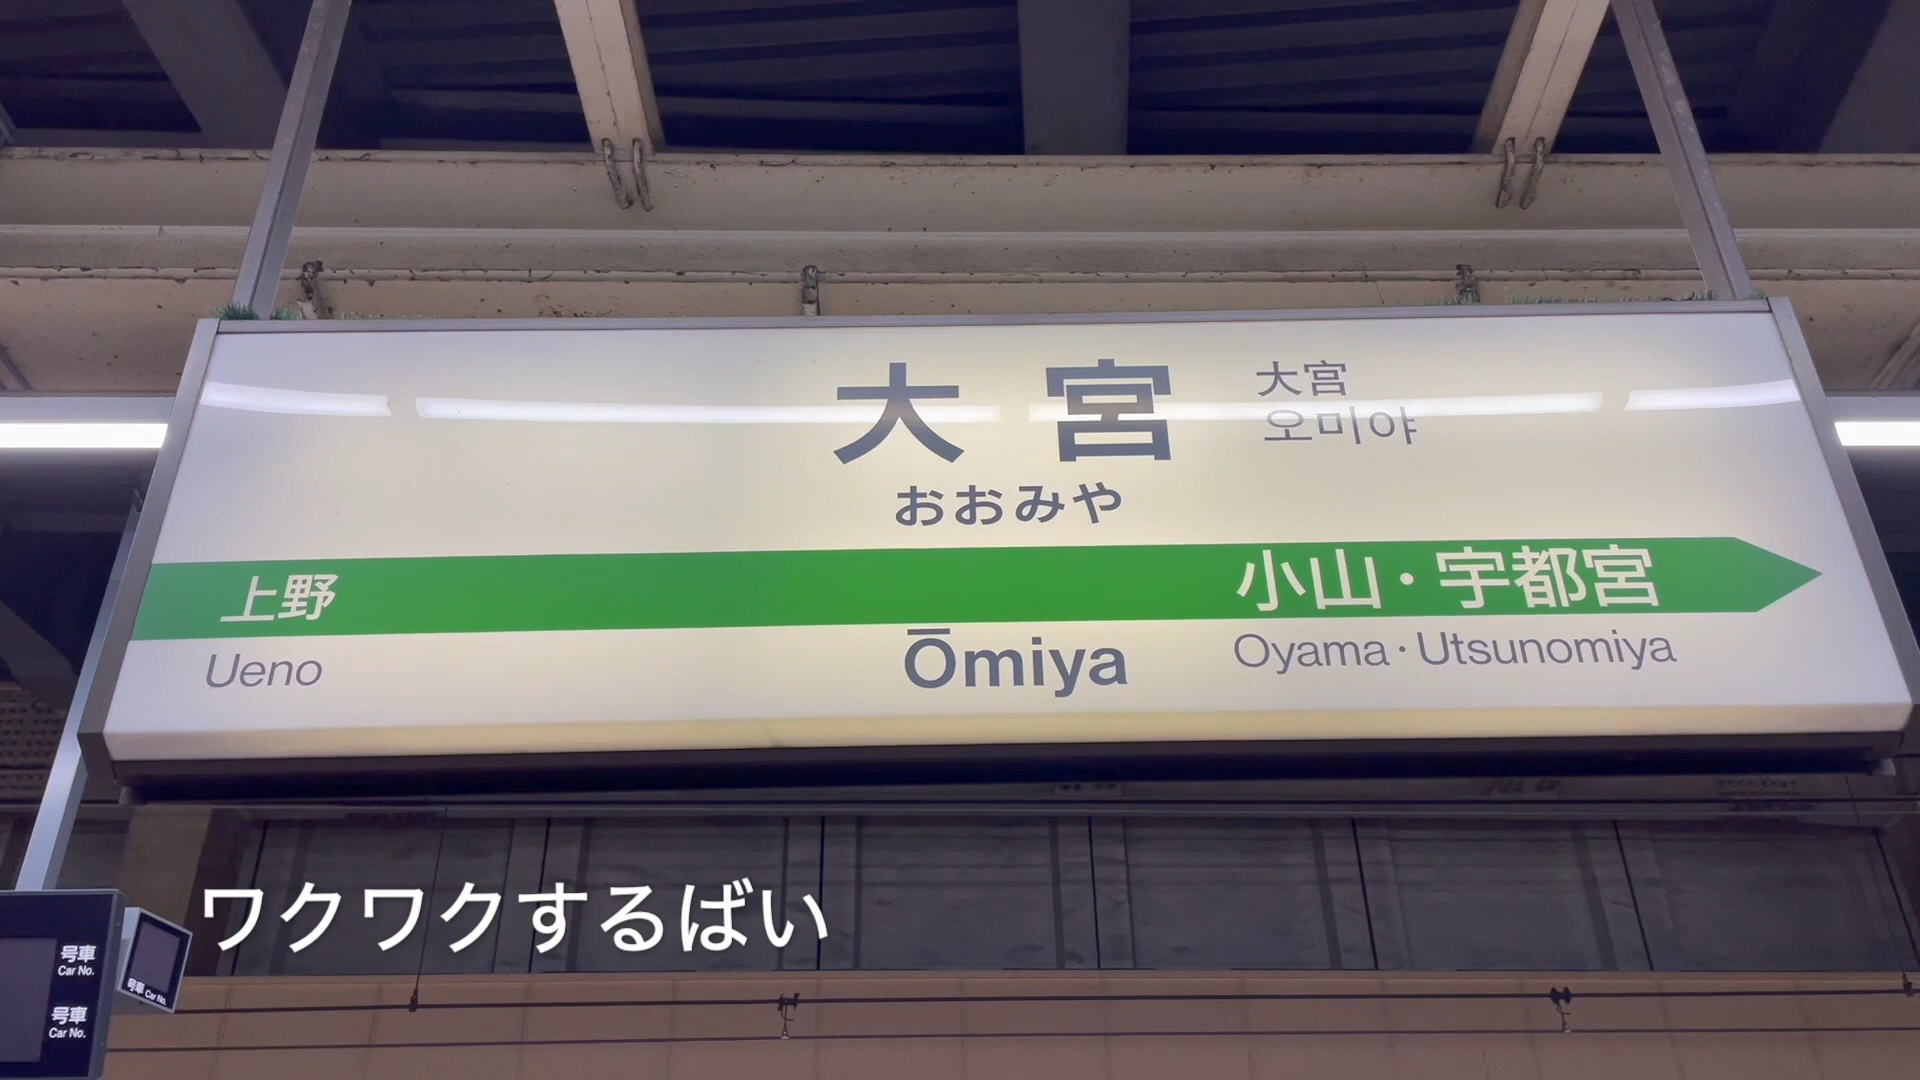 大宮
大宮
오미야
おおみや
上野
小山・宇都宮
Ueno
Ōmiya
Oyama・Utsunomiya
ワクワクするばい
号車
Car No.
号車
Car No.
号車 Car No.